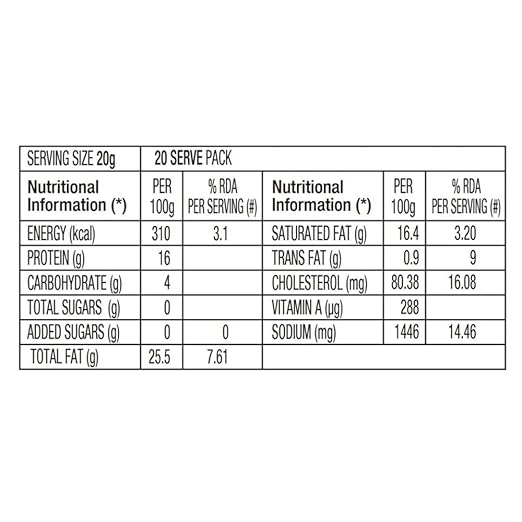 SERVING SIZE 20g 20 SERVE PACK
Nutritional Information (*) PER 100g % RDA PER SERVING (#) Nutritional Information (*) PER 100g % RDA PER SERVING (#)
ENERGY (kcal) 310 3.1 SATURATED FAT (g) 16.4 3.20
PROTEIN (g) 16 TRANS FAT (g) 0.9 9
CARBOHYDRATE (g) 4 CHOLESTEROL (mg) 80.38 16.08
TOTAL SUGARS (g) 0 VITAMIN A (µg) 288
ADDED SUGARS (g) 0 0 SODIUM (mg) 1446 14.46
TOTAL FAT (g) 25.5 7.61